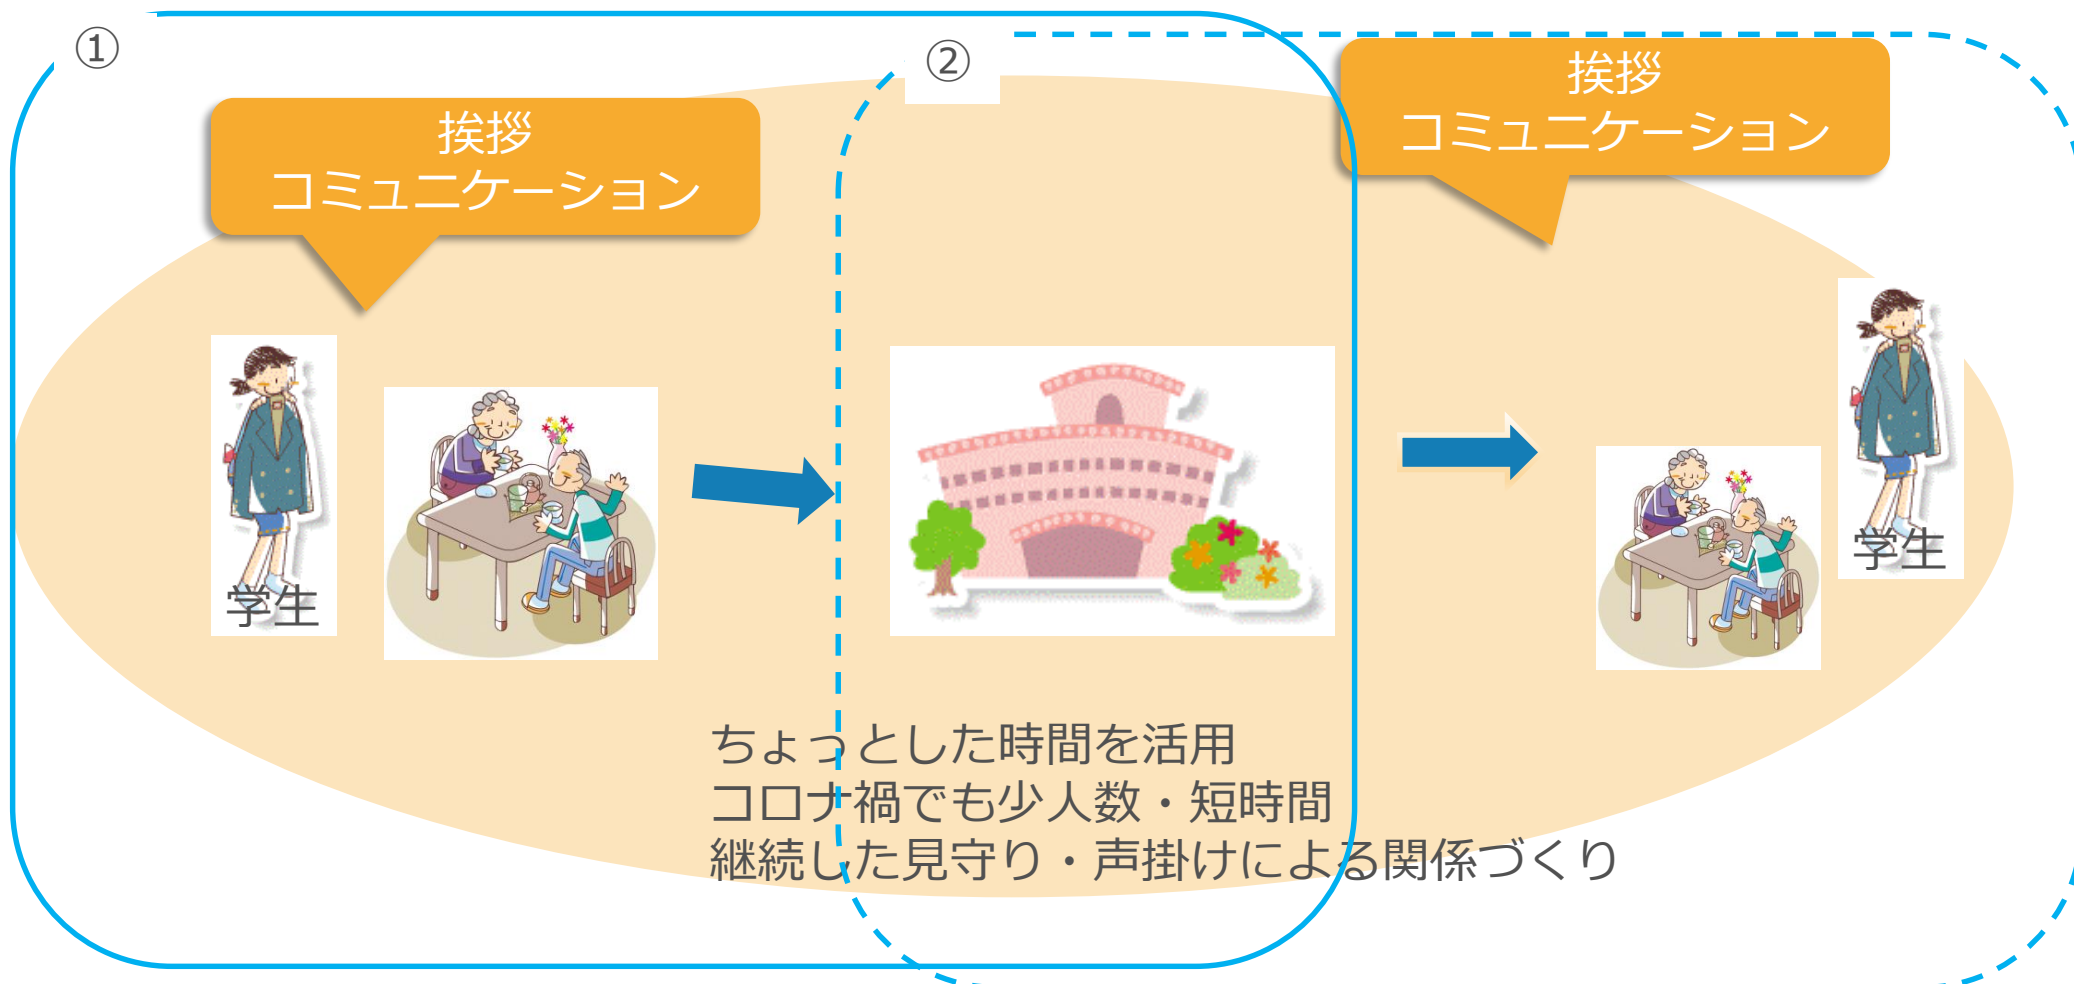 ①
挨拶
コミュニケーション
学生
②
挨拶
コミュニケーション
学生
ちょっとした時間を活用
コロナ禍でも少人数・短時間
継続した見守り・声掛けによる関係づくり